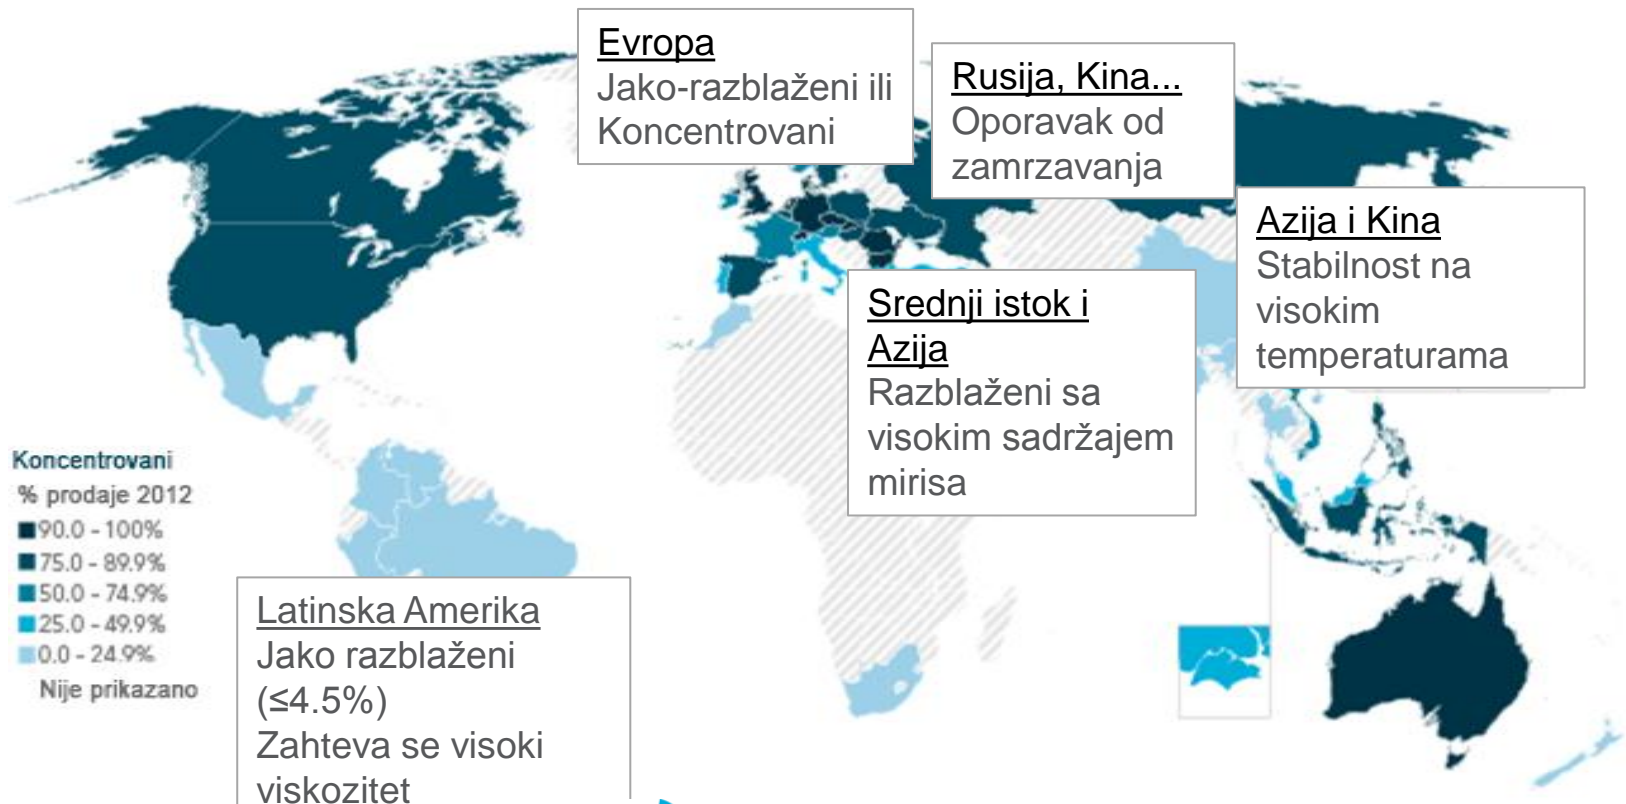 Evropa
Jako-razblaženi ili
Koncentrovani
Rusija, Kina...
Oporavak od
zamrzavanja
Azija i Kina
Stabilnost na
visokim
temperaturama
Srednji istok i
Azija
Razblaženi sa
visokim sadržajem
mirisa
Koncentrovani
% prodaje 2012
90.0 - 100%
75.0 - 89.9%
50.0 - 74.9%
25.0 - 49.9%
0.0 - 24.9%
Nije prikazano
Latinska Amerika
Jako razblaženi
(≤4.5%)
Zahteva se visoki
viskozitet